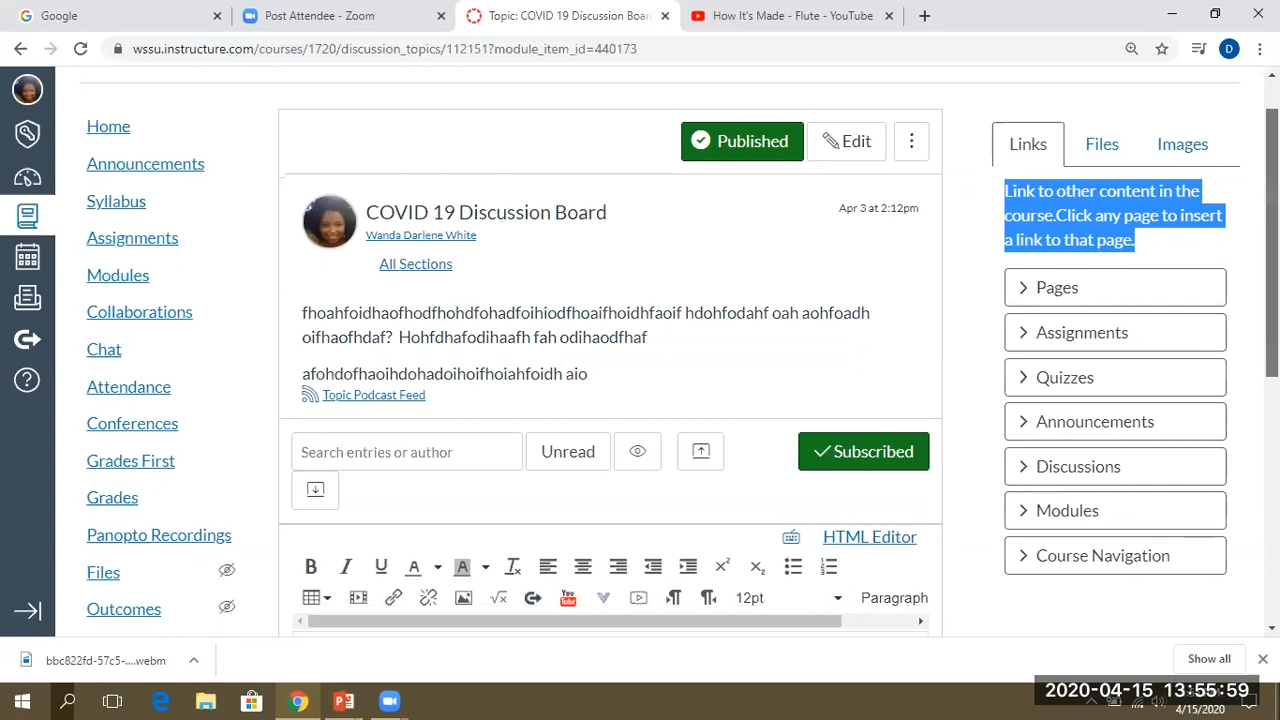 Google
Post Attendee - Zoom
Topic: COVID 19 Discussion Boar
How It's Made - Flute - YouTube
wssu.instructure.com/courses/1720/discussion_topics/112151?module_item_id=440173
D
Home
Announcements
Syllabus
Assignments
Modules
Collaborations
Chat
Attendance
Conferences
Grades First
Grades
Panopto Recordings
Files
Outcomes
Published
Edit
COVID 19 Discussion Board
Apr 3 at 2:12pm
Wanda Darlene White
All Sections
fhoahfoidhaofhodfhohdfohadfoihiodfhoaifhoidhfaoif hdohfodahf oah aohfoadh
oifhaofhdaf? Hohfdhafodihaafh fah odihaodfhaf
afohdofhaoihdohadoihoifhoiahfoidh aio
Topic Podcast Feed
Search entries or author
Unread
Subscribed
HTML Editor
12pt
Paragraph
Links
Files
Images
Link to other content in the
course.Click any page to insert
a link to that page.
Pages
Assignments
Quizzes
Announcements
Discussions
Modules
Course Navigation
bbc822fd-57c5-....webm
Show all
2020-04-15 13:55:59
4/15/2020